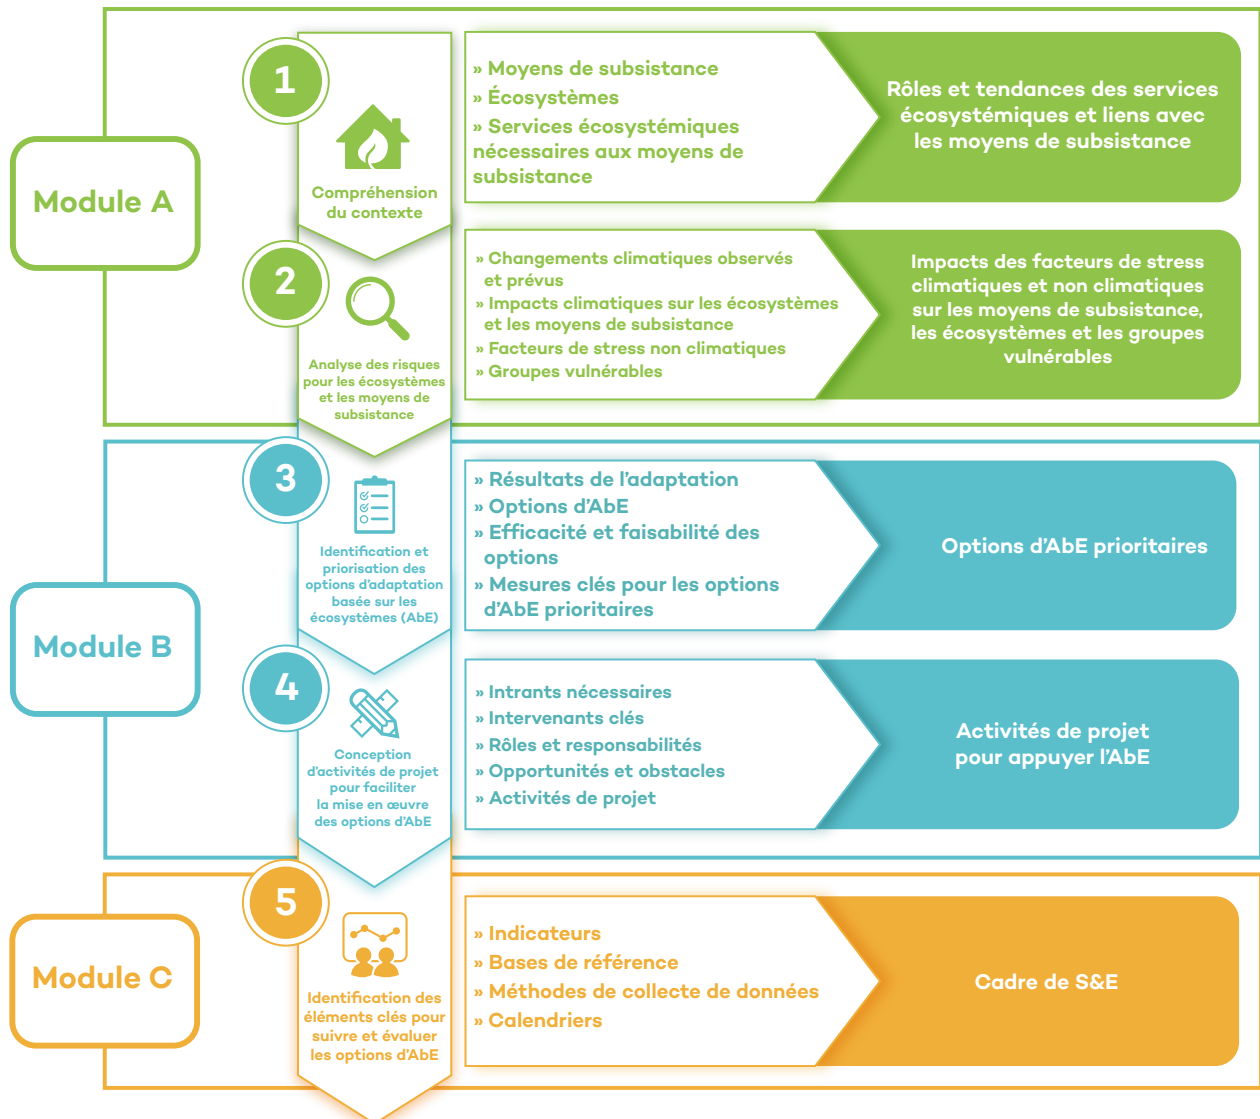 Module A
1
Compréhension
du contexte
» Moyens de subsistance
» Écosystèmes
» Services écosystémiques
nécessaires aux moyens de
subsistance
Rôles et tendances des services
écosystémiques et liens avec
les moyens de subsistance
2
Analyse des risques
pour les écosystèmes
et les moyens de
subsistance
» Changements climatiques observés
et prévus
» Impacts climatiques sur les écosystèmes
et les moyens de subsistance
» Facteurs de stress non climatiques
» Groupes vulnérables
Impacts des facteurs de stress
climatiques et non climatiques
sur les moyens de subsistance,
les écosystèmes et les groupes
vulnérables
Module B
3
Identification et
priorisation des
options d'adaptation
basée sur les
écosystèmes (AbE)
» Résultats de l'adaptation
» Options d'AbE
» Efficacité et faisabilité des
options
» Mesures clés pour les options
d'AbE prioritaires
Options d'AbE prioritaires
4
Conception
d'activités de projet
pour faciliter
la mise en œuvre
des options d'AbE
» Intrants nécessaires
» Intervenants clés
» Rôles et responsabilités
» Opportunités et obstacles
» Activités de projet
Activités de projet
pour appuyer l'AbE
Module C
5
Identification des
éléments clés pour
suivre et évaluer
les options d'AbE
» Indicateurs
» Bases de référence
» Méthodes de collecte de données
» Calendriers
Cadre de S&E